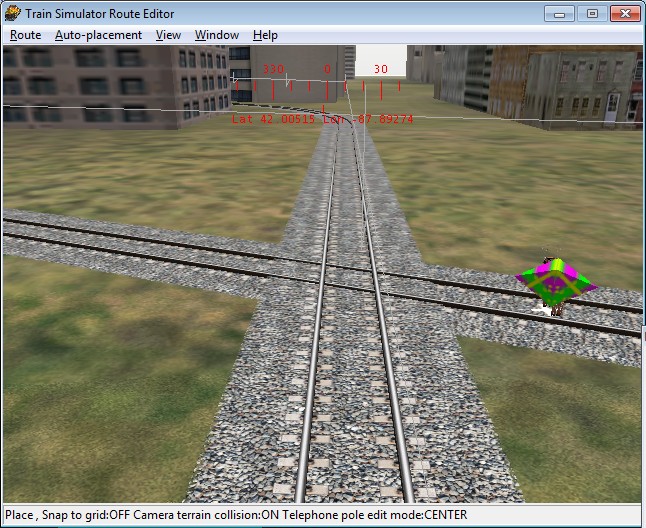 Train Simulator Route Editor
Route Auto-placement View Window Help
330 0 30
Lat 42 00515 Lon -87 89274
Place , Snap to grid:OFF Camera terrain collision:ON Telephone pole edit mode:CENTER